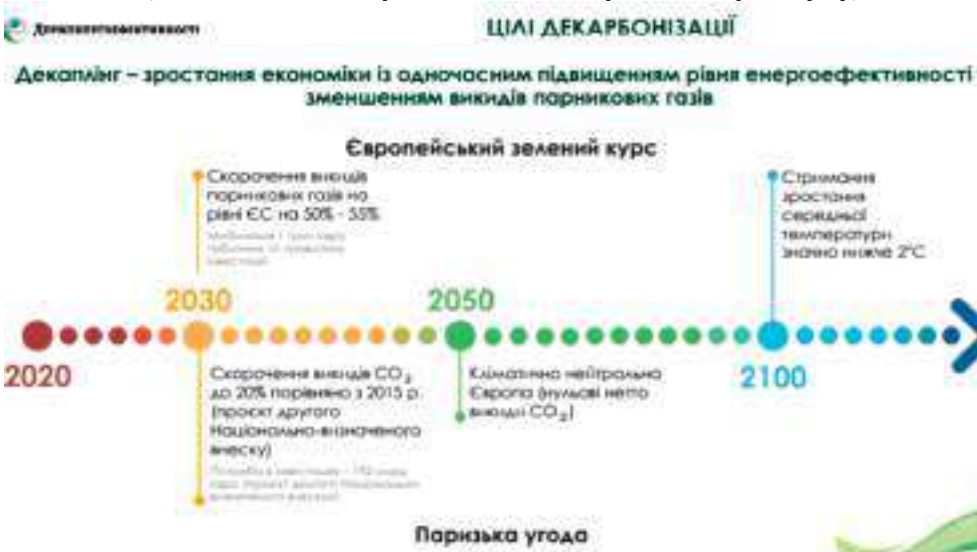 Держенергоефективності
ЦІЛІ ДЕКАРБОНІЗАЦІЇ
Декаплінг – зростання економіки із одночасним підвищенням рівня енергоефективності
зменшенням викидів парникових газів
Європейський зелений курс
Скорочення викидів
парникових газів на
рівні ЄС на 50% - 55%
Стримання
зростання
середньої
температури
значно нижче 2°C
2030
2050
2020
2100
Скорочення викидів CO₂
до 20% порівняно з 2015 р.
(проєкт другого
Національно-визначеного
внеску)
Кліматично нейтральна
Європа (нульові нетто
викиди CO₂)
Паризька угода